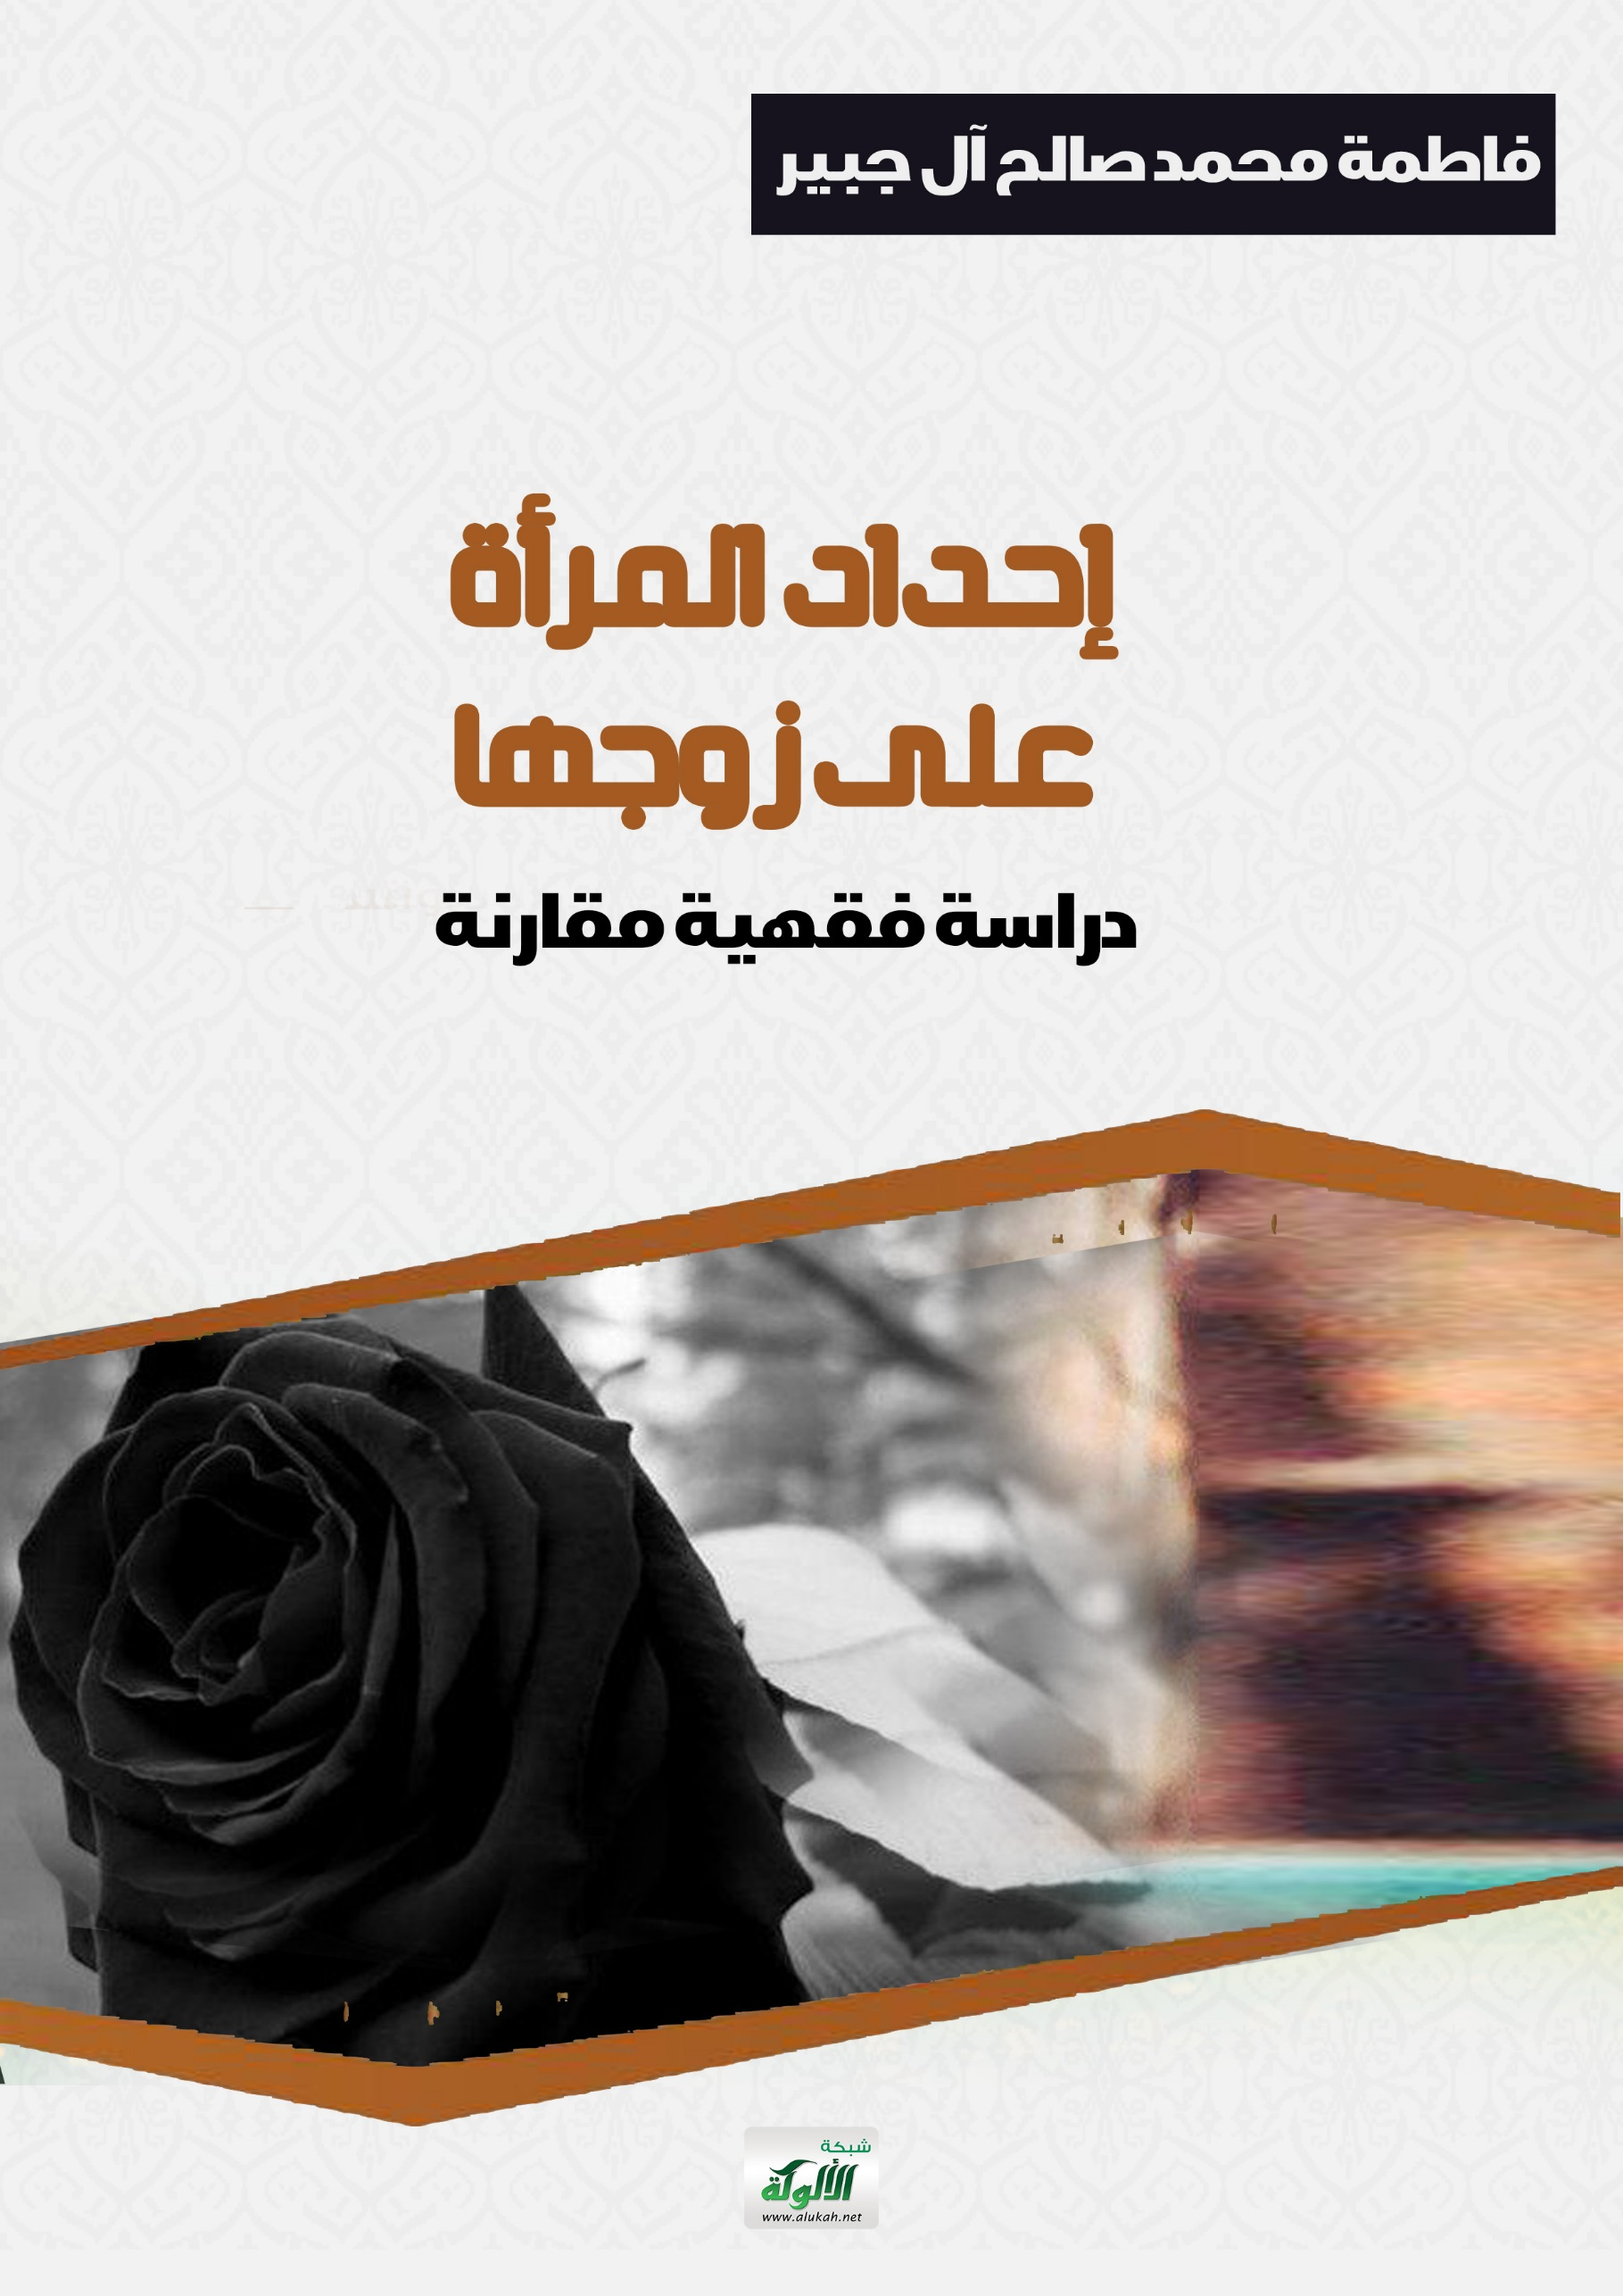 فاطمة محمد صالح آل جبير
إحداد المرأة
على زوجها
دراسة فقهية مقارنة
شبكة
الألوكة
www.alukah.net